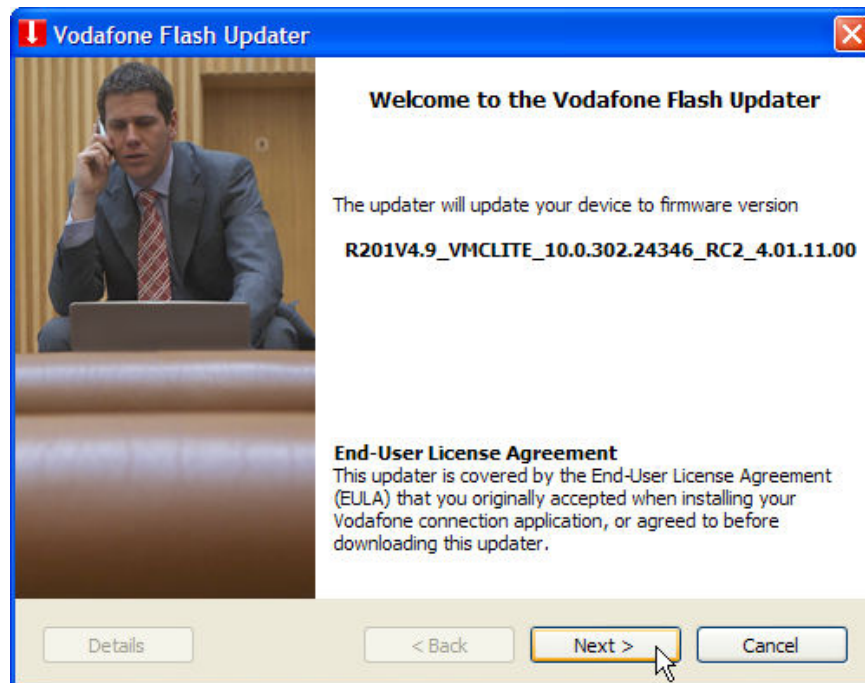 Vodafone Flash Updater
Welcome to the Vodafone Flash Updater
The updater will update your device to firmware version
R201V4.9_VMCLITE_10.0.302.24346_RC2_4.01.11.00
End-User License Agreement
This updater is covered by the End-User License Agreement
(EULA) that you originally accepted when installing your
Vodafone connection application, or agreed to before
downloading this updater.
Details
< Back
Next >
Cancel